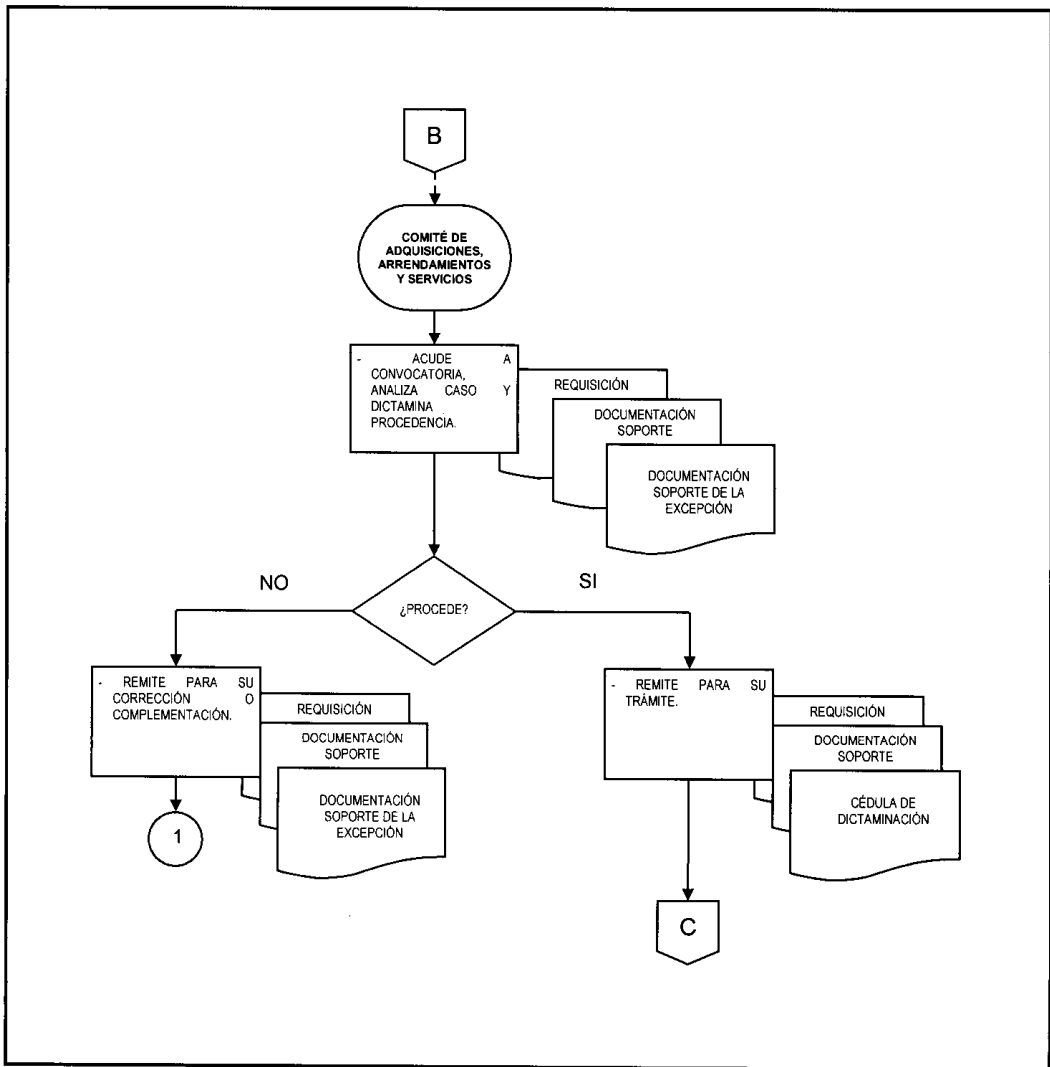 B
COMITÉ DE
ADQUISICIONES,
ARRENDAMIENTOS
Y SERVICIOS
- ACUDE A
CONVOCATORIA,
ANALIZA CASO Y
DICTAMINA
PROCEDENCIA.
REQUISICIÓN
DOCUMENTACIÓN
SOPORTE
DOCUMENTACIÓN
SOPORTE DE LA
EXCEPCIÓN
NO
SI
¿PROCEDE?
- REMITE PARA SU
CORRECCIÓN O
COMPLEMENTACIÓN.
REQUISICIÓN
DOCUMENTACIÓN
SOPORTE
DOCUMENTACIÓN
SOPORTE DE LA
EXCEPCIÓN
1
- REMITE PARA SU
TRÁMITE.
REQUISICIÓN
DOCUMENTACIÓN
SOPORTE
CÉDULA DE
DICTAMINACIÓN
C